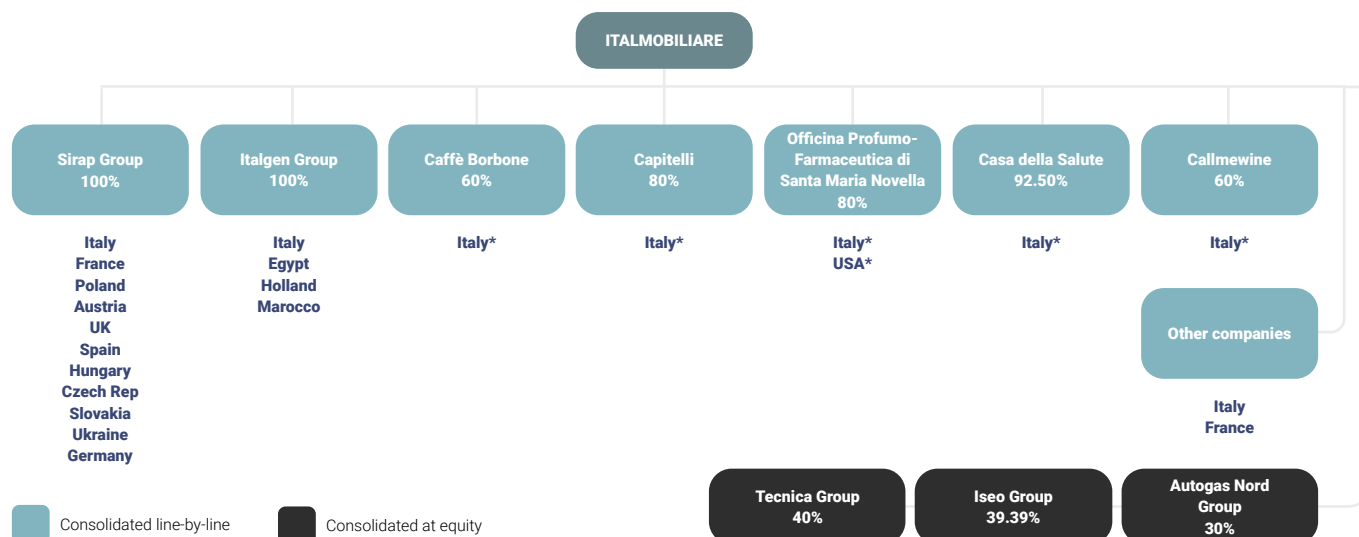 ITALMOBILIARE
Sirap Group
100%
Italgen Group
100%
Caffè Borbone
60%
Capitelli
80%
Officina Profumo-
Farmaceutica di
Santa Maria Novella
80%
Casa della Salute
92.50%
Callmewine
60%
Italy
France
Poland
Austria
UK
Spain
Hungary
Czech Rep
Slovakia
Ukraine
Germany
Italy
Egypt
Holland
Marocco
Italy*
Italy*
Italy*
USA*
Italy*
Italy*
Other companies
Italy
France
Tecnica Group
40%
Iseo Group
39.39%
Autogas Nord
Group
30%
Consolidated line-by-line
Consolidated at equity